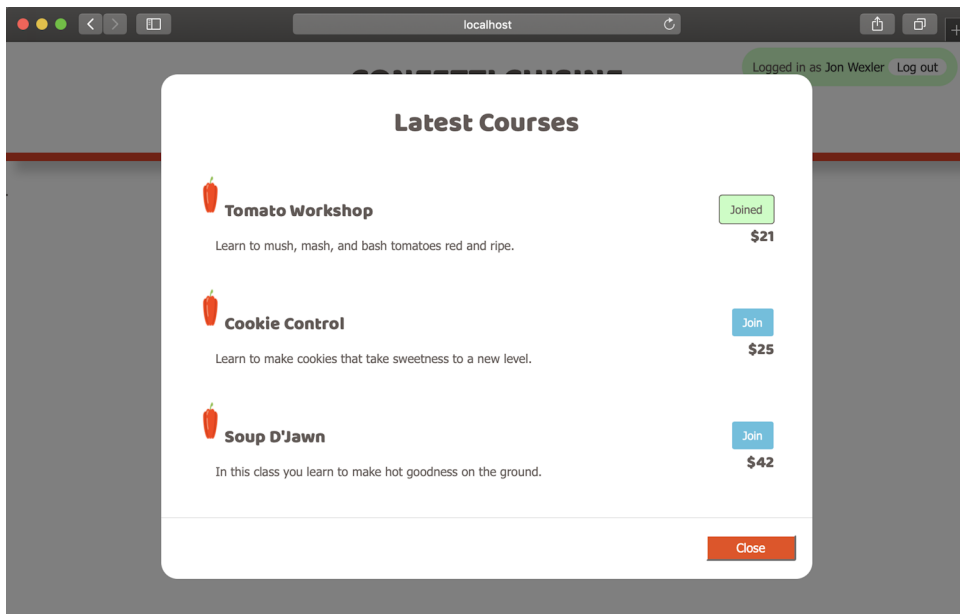 localhost
CONFETTI CUISINE
Logged in as Jon Wexler Log out
Latest Courses
Tomato Workshop
Joined
$21
Learn to mush, mash, and bash tomatoes red and ripe.
Cookie Control
Join
$25
Learn to make cookies that take sweetness to a new level.
Soup D'Jawn
Join
$42
In this class you learn to make hot goodness on the ground.
Close